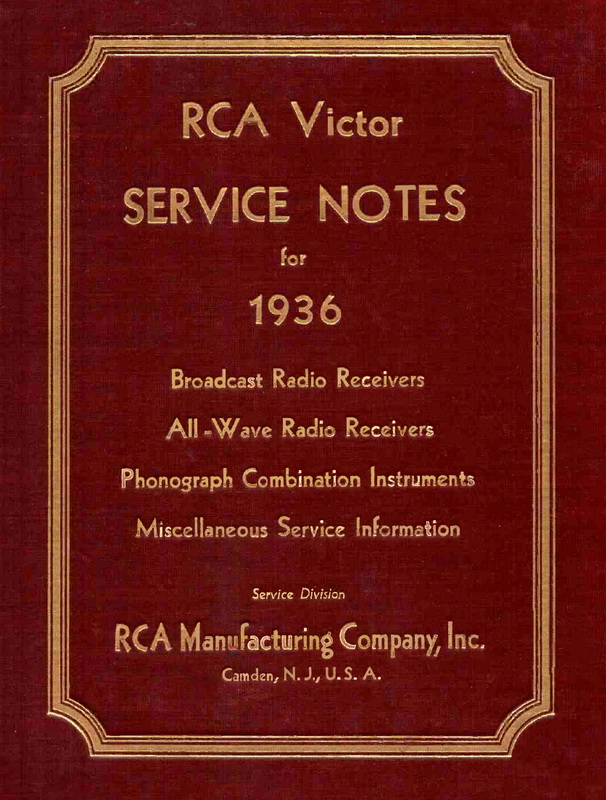 RCA Victor
SERVICE NOTES
for
1936
Broadcast Radio Receivers
All-Wave Radio Receivers
Phonograph Combination Instruments
Miscellaneous Service Information
Service Division
RCA Manufacturing Company, Inc.
Camden, N. J., U. S. A.